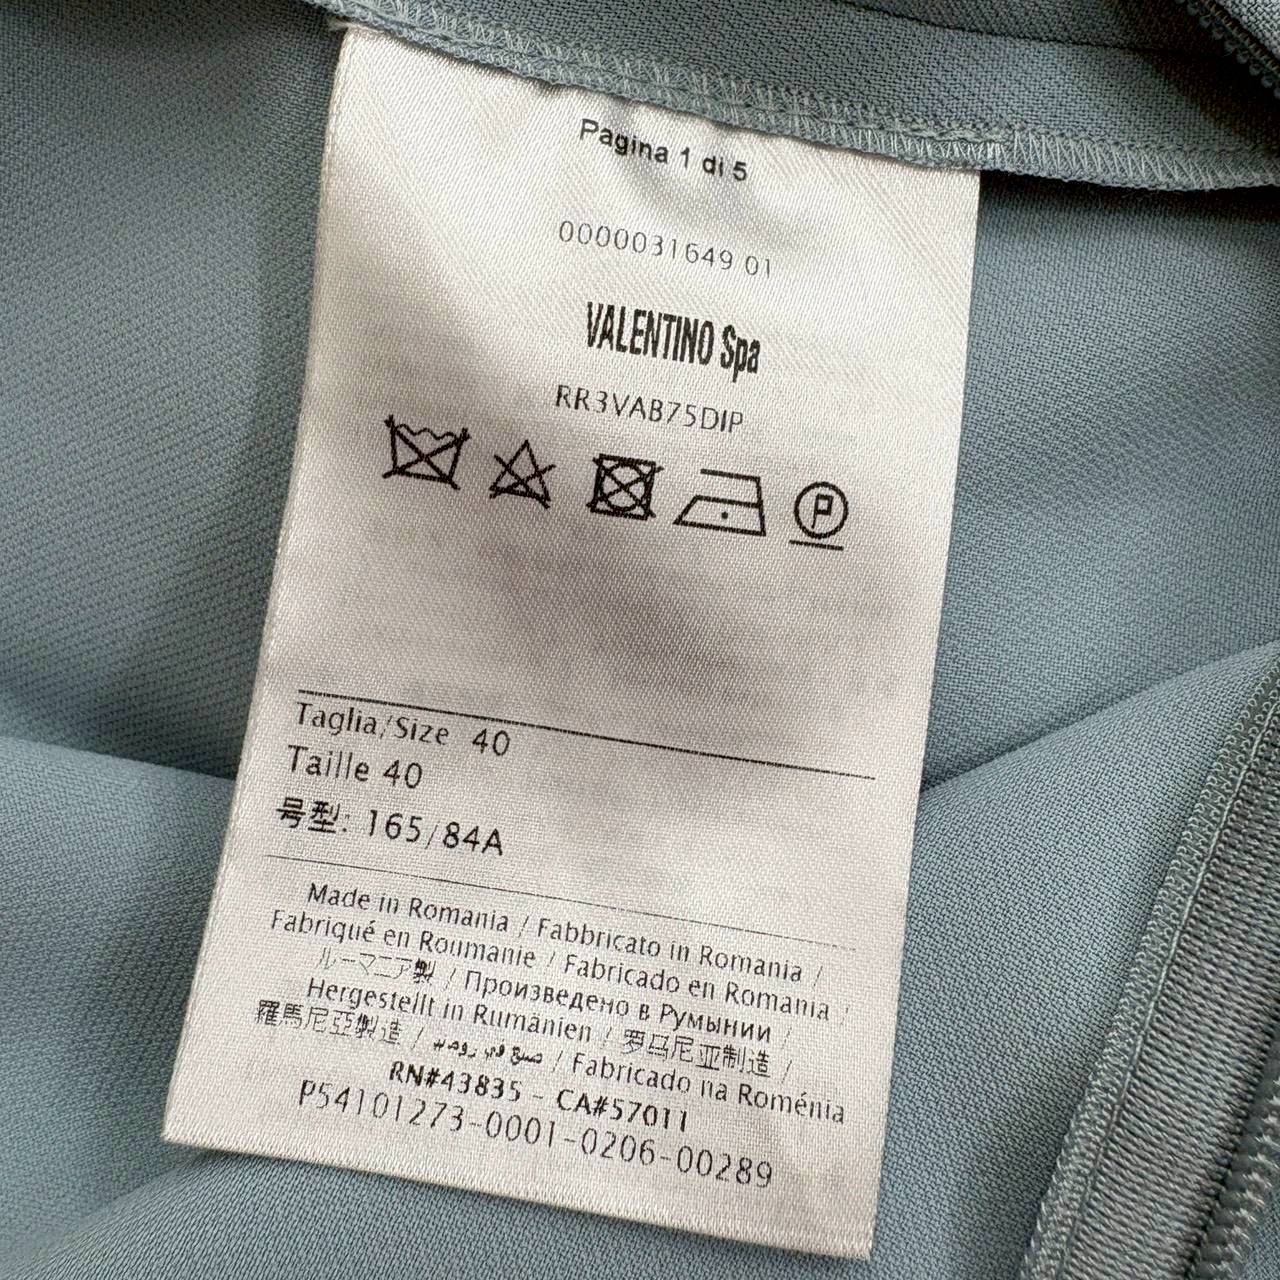 Pagina 1 di 5
0000031649 01
VALENTINO Spa
RR3VAB75DIP
P
Taglia/Size 40
Taille 40
号型: 165/84A
Made in Romania / Fabbricato in Romania /
Fabriqué en Roumanie / Fabricado en Romania /
ルーマニア製 / Произведено в Румынии /
Hergestellt in Rumänien / 罗马尼亚制造 /
羅馬尼亞製造 / صنع في / Fabricado na Roménia
RN#43835 - CA#57011
P54101273-0001-0206-00289